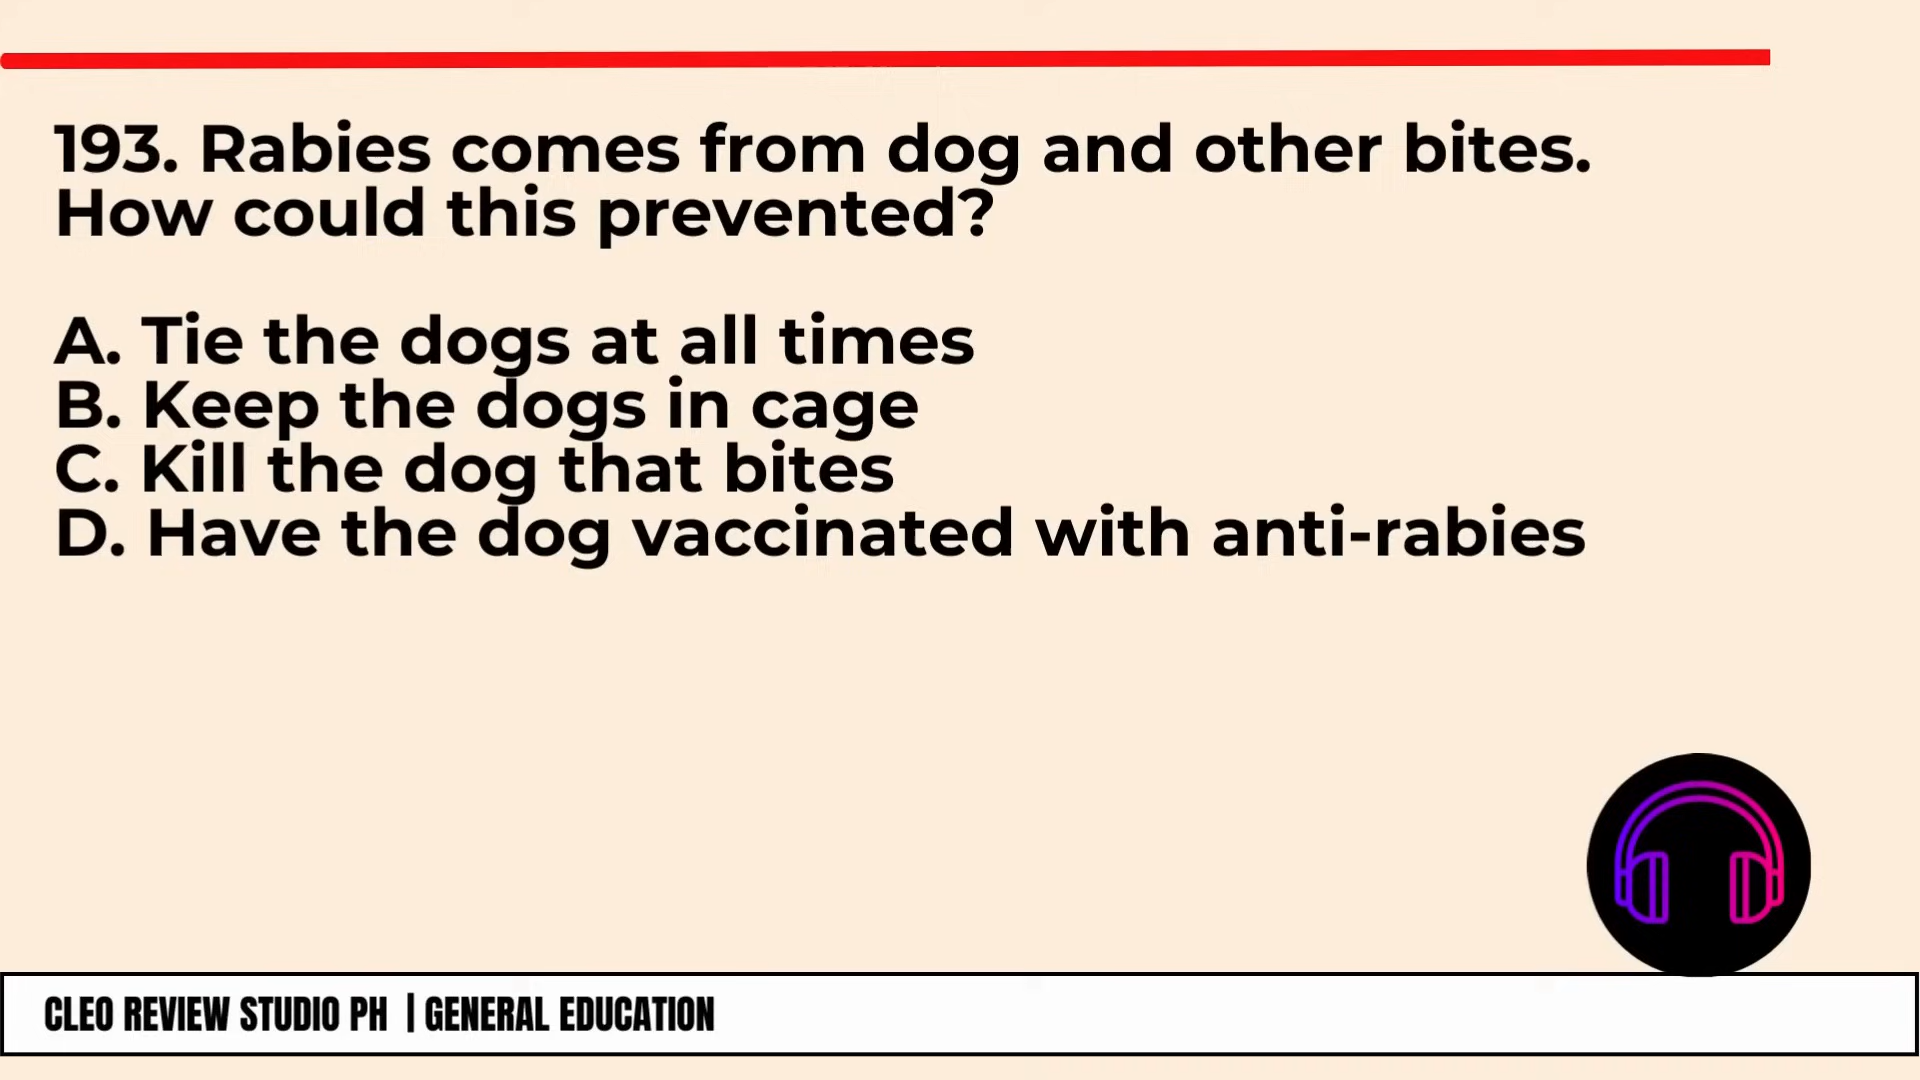 193. Rabies comes from dog and other bites.
How could this prevented?
A. Tie the dogs at all times
B. Keep the dogs in cage
C. Kill the dog that bites
D. Have the dog vaccinated with anti-rabies
CLEO REVIEW STUDIO PH | GENERAL EDUCATION